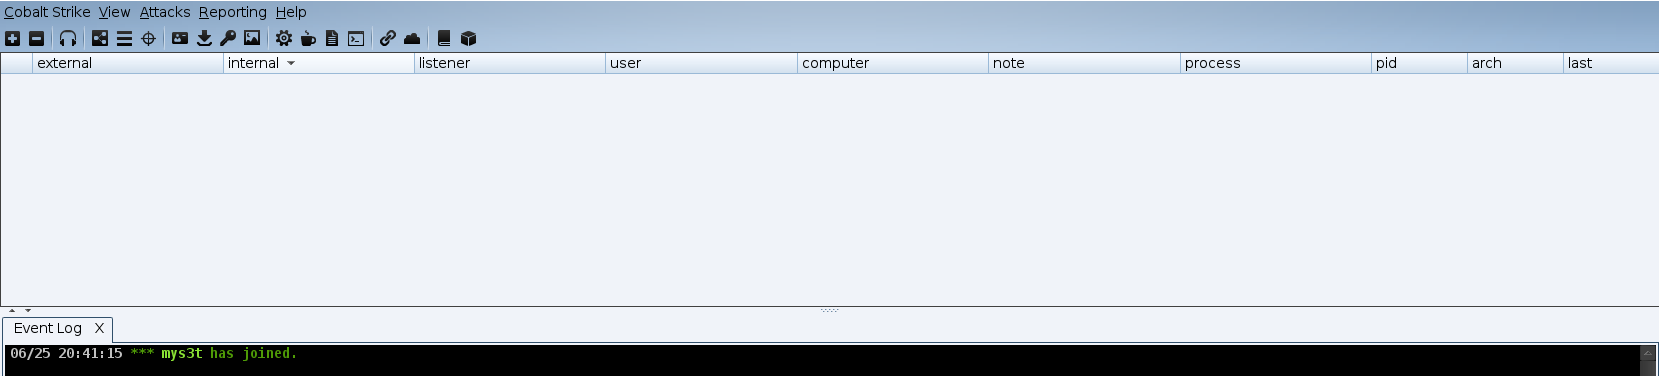 Cobalt Strike View Attacks Reporting Help
external internal listener user computer note process pid arch last
Event Log X
06/25 20:41:15 *** mys3t has joined.